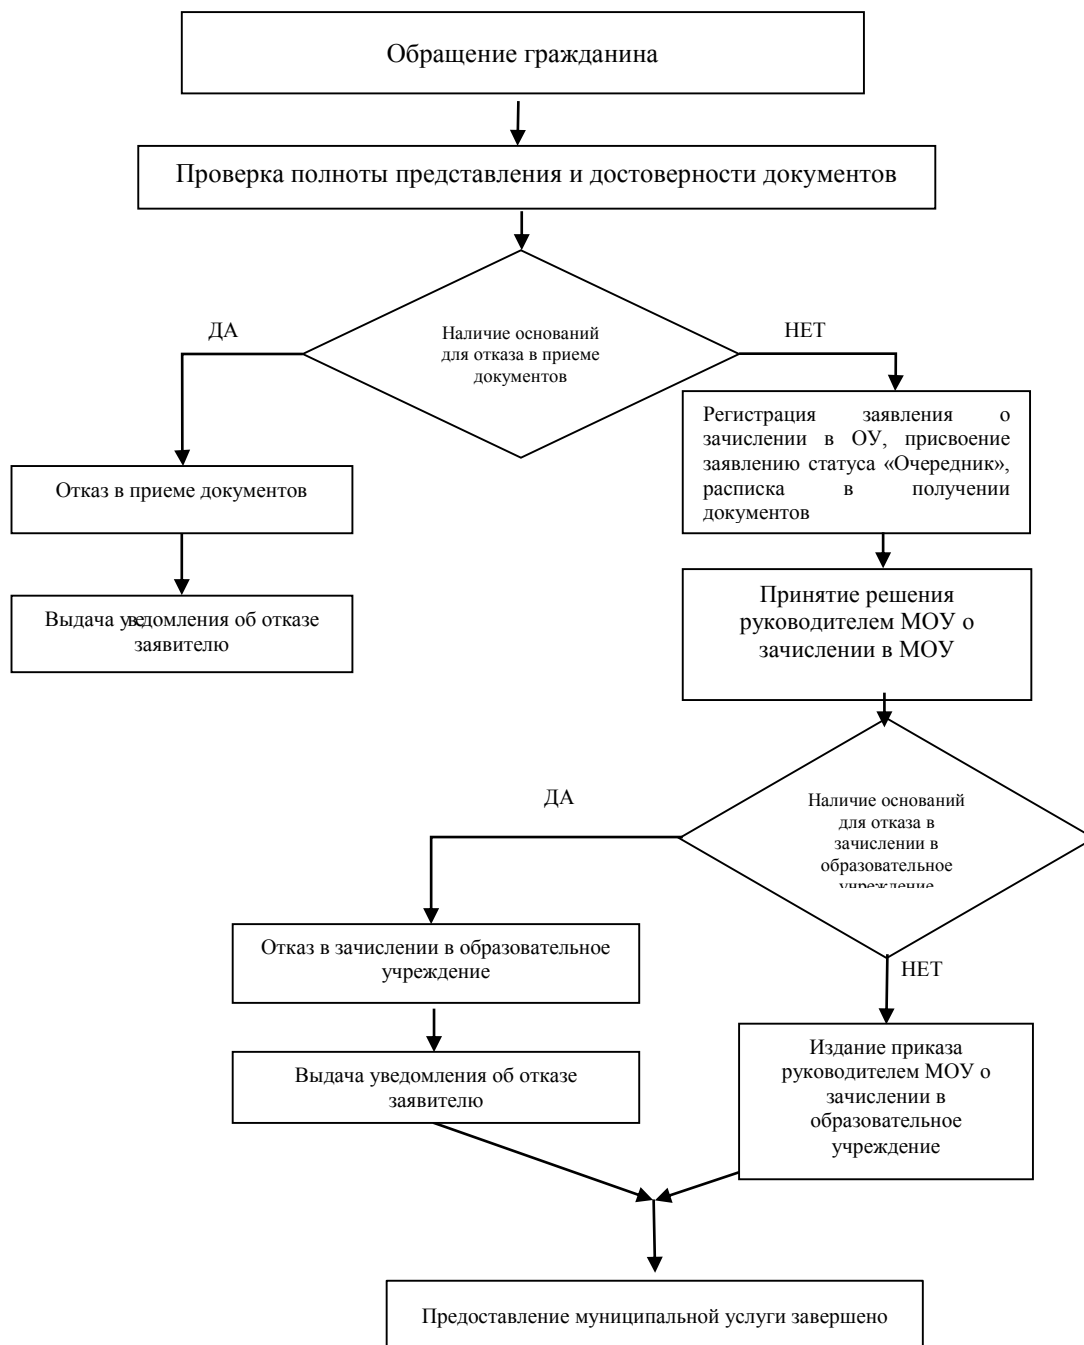 Обращение гражданина
Проверка полноты представления и достоверности документов
ДА
НЕТ
Наличие оснований
для отказа в приеме
документов
Регистрация заявления о
зачислении в ОУ, присвоение
заявлению статуса «Очередник»,
расписка в получении
документов
Отказ в приеме документов
Принятие решения
руководителем МОУ о
зачислении в МОУ
Выдача уведомления об отказе
заявителю
ДА
Наличие оснований
для отказа в
зачислении в
образовательное
учреждение
Отказ в зачислении в образовательное
учреждение
НЕТ
Издание приказа
руководителем МОУ о
зачислении в
образовательное
учреждение
Выдача уведомления об отказе
заявителю
Предоставление муниципальной услуги завершено